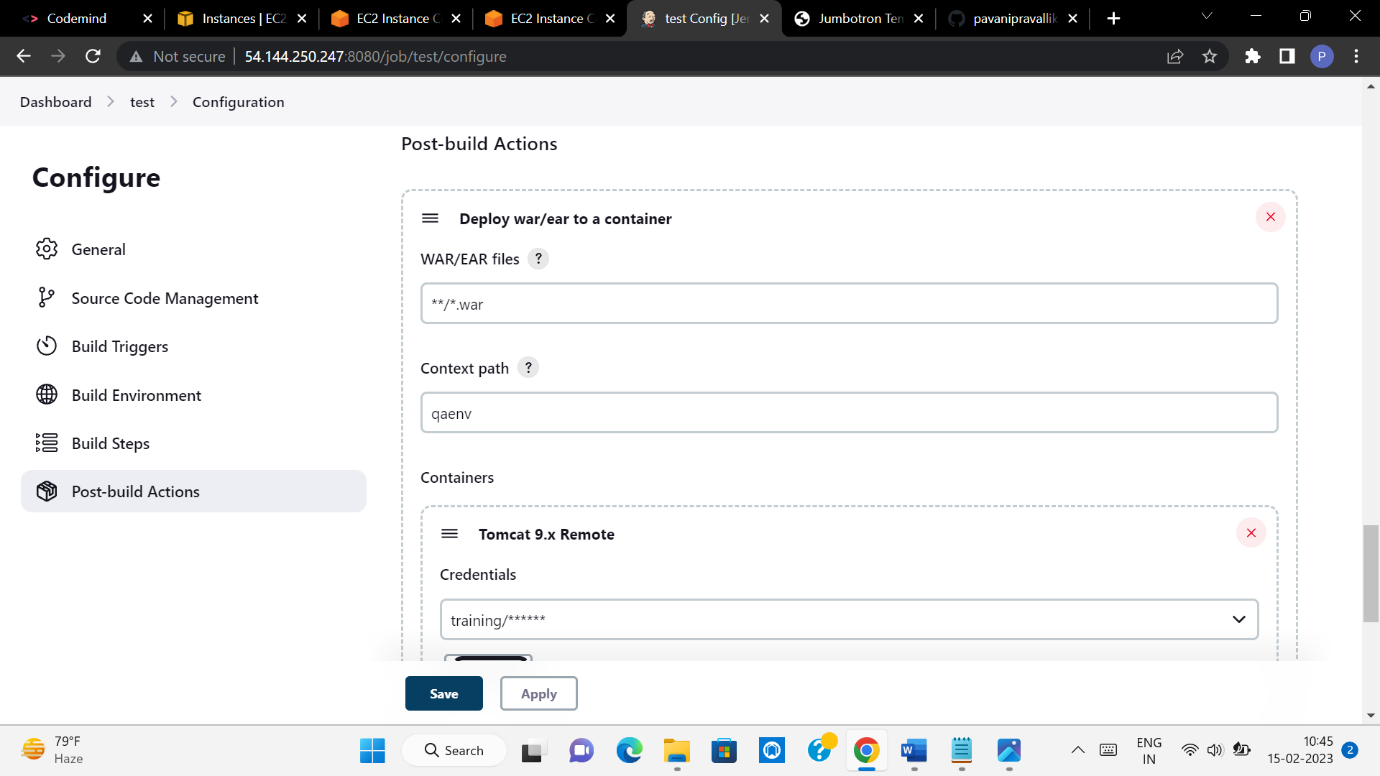 Codemind
Instances | EC2
EC2 Instance C
EC2 Instance C
test Config [Jen
Jumbotron Tem
pavanipravallik
Not secure
54.144.250.247:8080/job/test/configure
P
Dashboard
test
Configuration
Configure
General
Source Code Management
Build Triggers
Build Environment
Build Steps
Post-build Actions
Post-build Actions
Deploy war/ear to a container
WAR/EAR files ?
**/*.war
Context path ?
qaenv
Containers
Tomcat 9.x Remote
Credentials
training/******
Save
Apply
79°F
Haze
Search
ENG
IN
10:45
15-02-2023
2